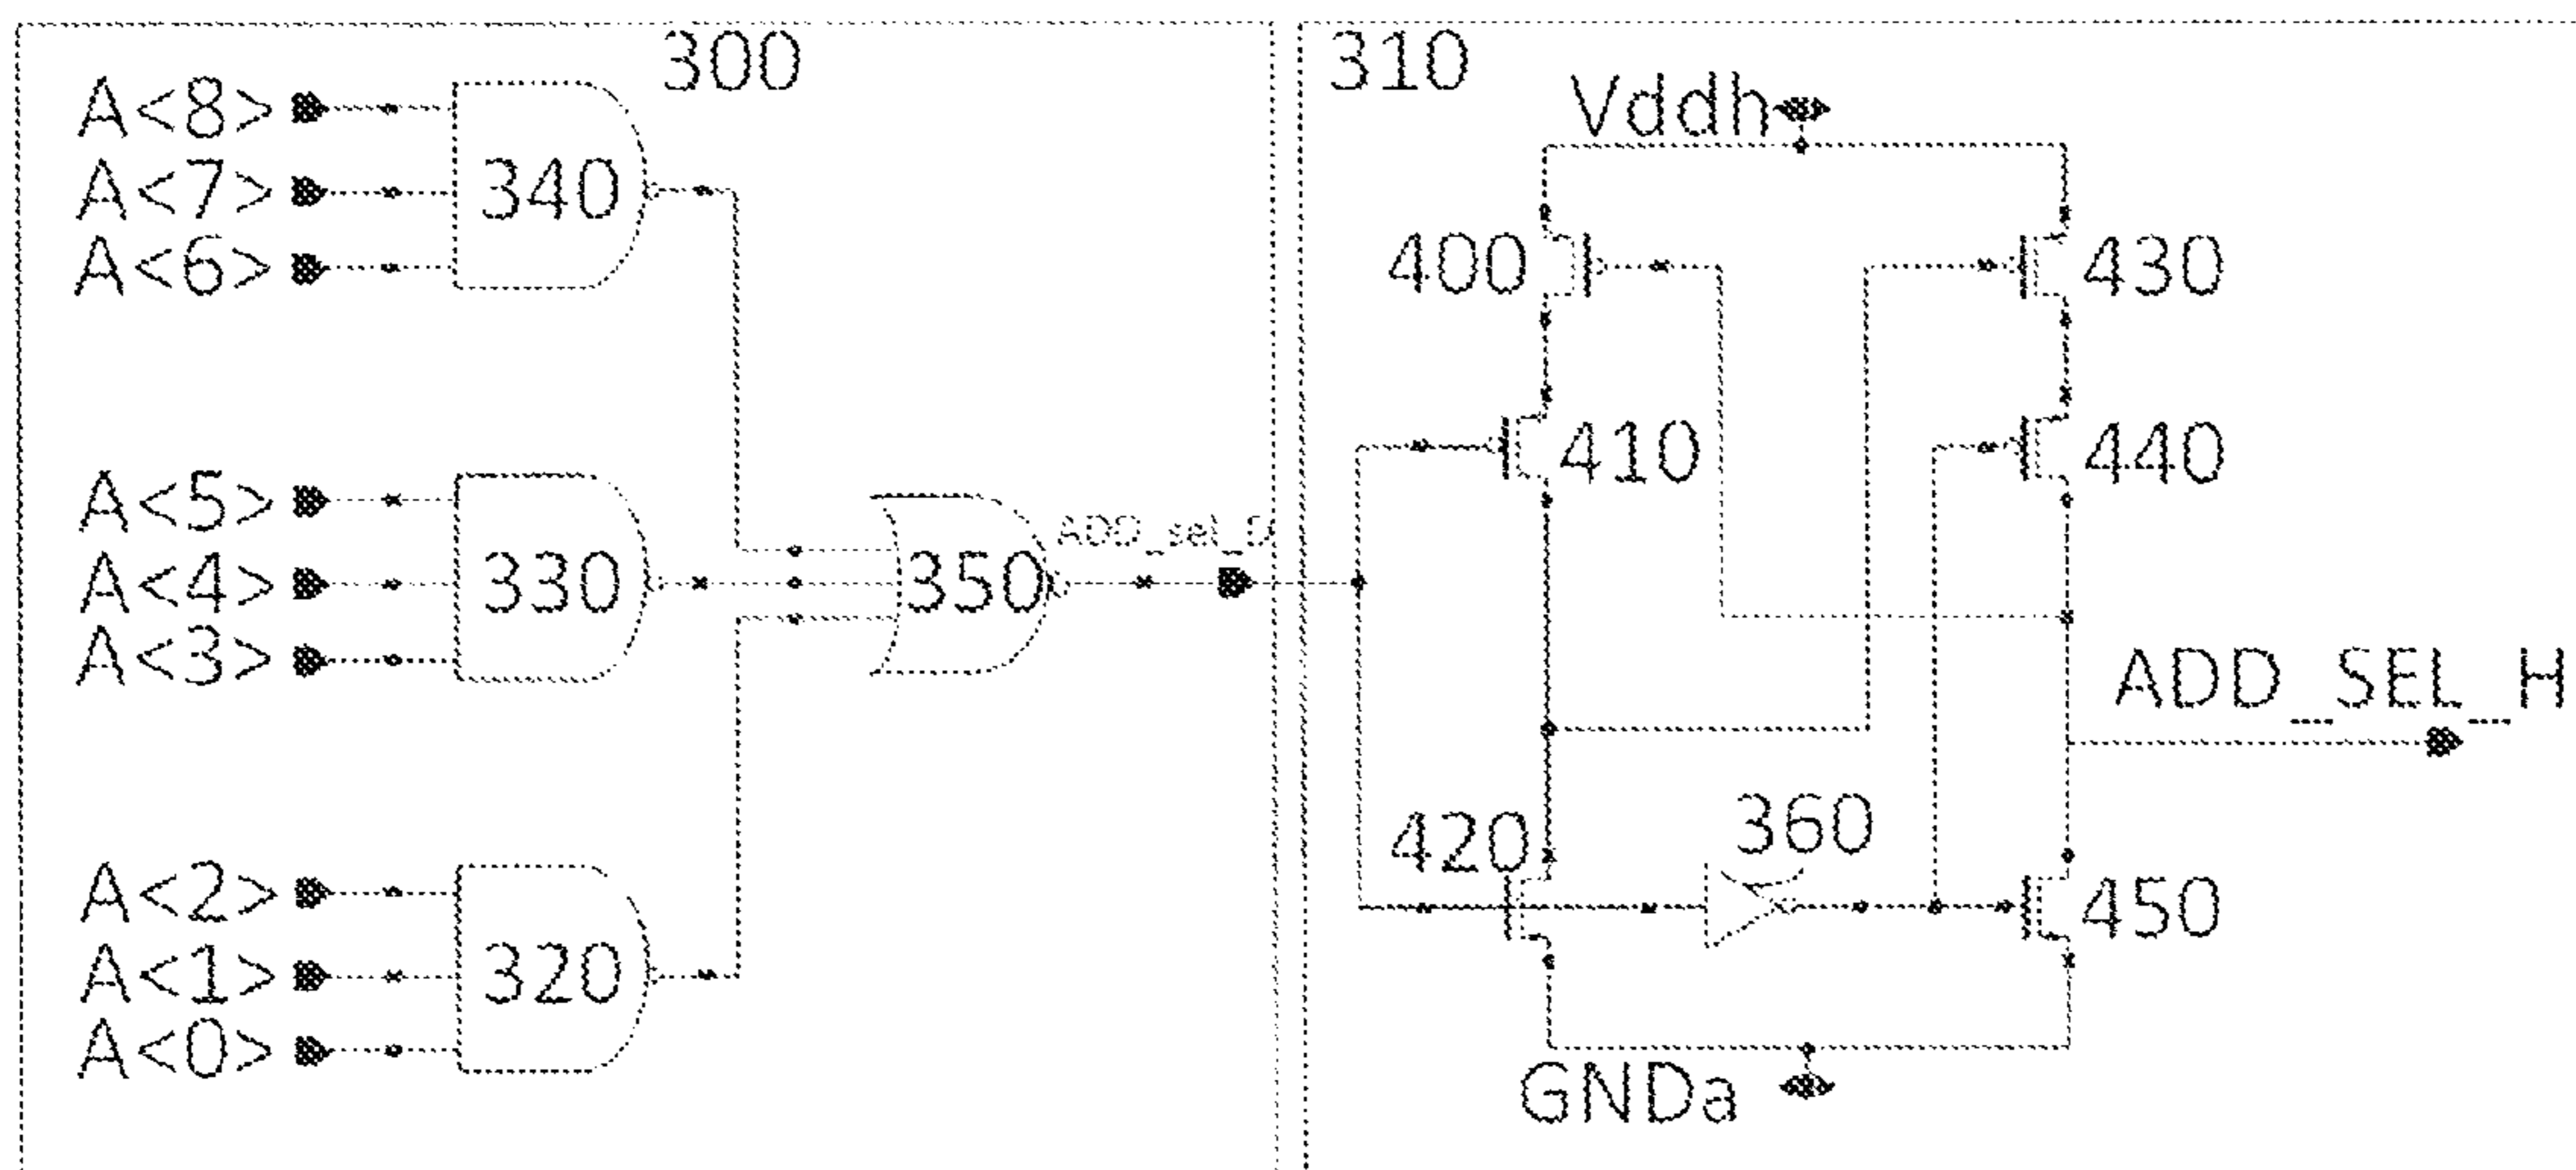 300
A<8>
A<7>
A<6>
340
A<5>
A<4>
A<3>
330
350
ADD_sel_D
A<2>
A<1>
A<0>
320
310
Vddh
400
430
410
440
ADD_SEL_H
420
360
450
GNDa